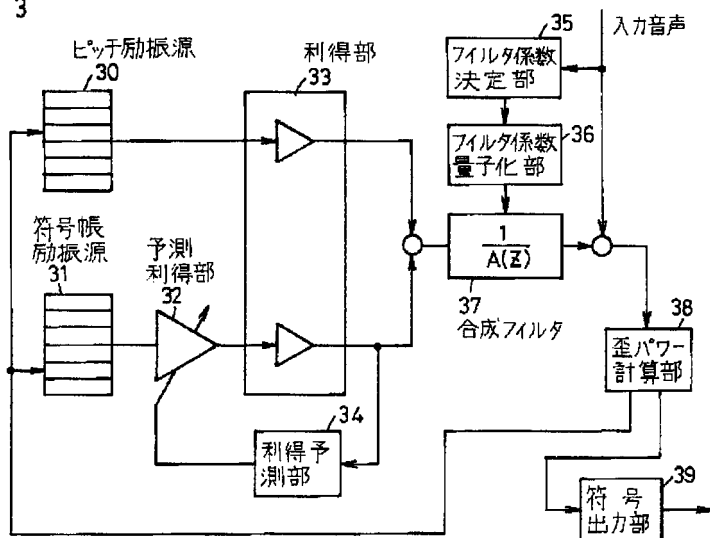 3
ピッチ励振源
30
利得部
33
35
フィルタ係数
決定部
入力音声
36
フィルタ係数
量子化部
符号帳
励振源
31
予測
利得部
32
1
A(Z)
37
合成フィルタ
38
歪パワー
計算部
34
利得予
測部
39
符号
出力部